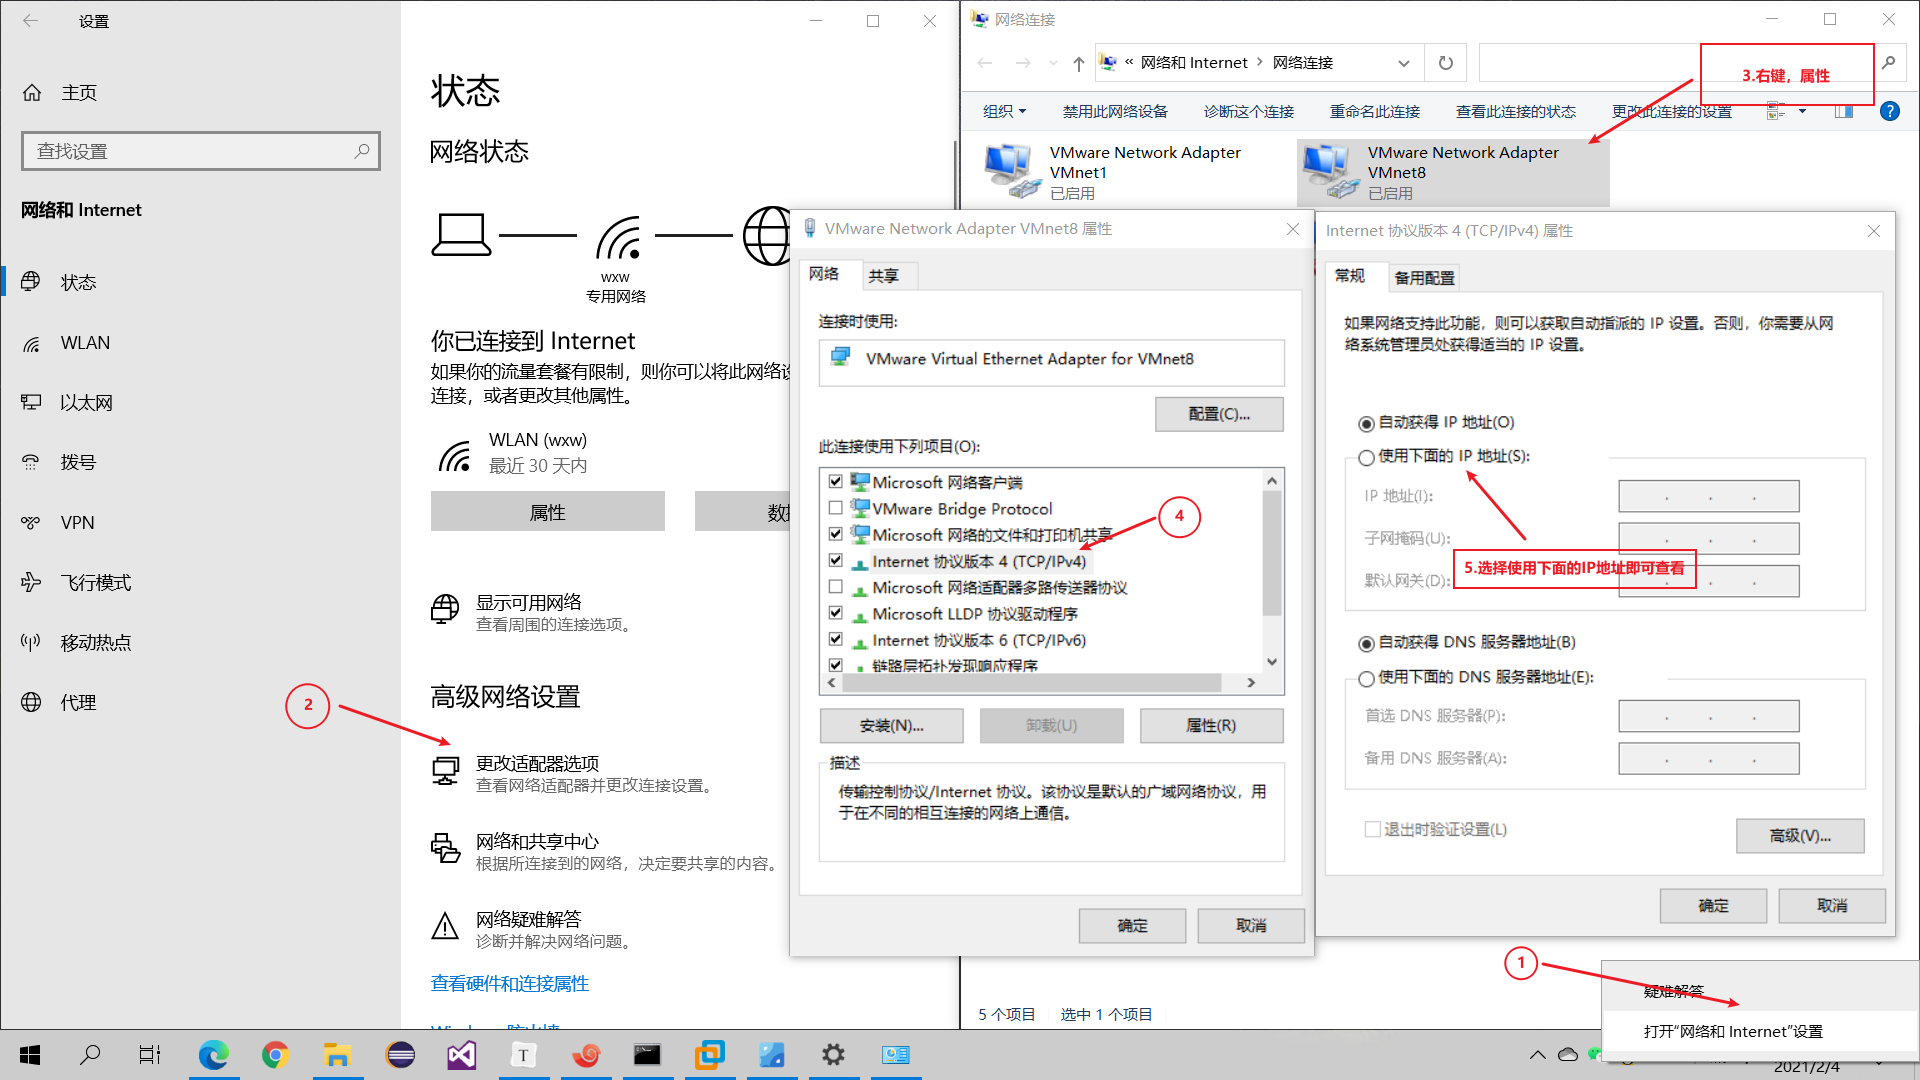 设置
主页
查找设置
网络和 Internet
状态
WLAN
以太网
拨号
VPN
飞行模式
移动热点
代理
状态
网络状态
wxw
专用网络
你已连接到 Internet
如果你的流量套餐有限制，则你可以将此网络设
连接，或者更改其他属性。
WLAN (wxw)
最近 30 天内
属性
数据
显示可用网络
查看周围的连接选项。
高级网络设置
2
更改适配器选项
查看网络适配器并更改连接设置。
网络和共享中心
根据所连接到的网络，决定要共享的内容。
网络疑难解答
诊断并解决网络问题。
查看硬件和连接属性
Windows 防火墙
网络连接
« 网络和 Internet › 网络连接
3.右键，属性
组织 禁用此网络设备 诊断这个连接 重命名此连接 查看此连接的状态 更改此连接的设置
VMware Network Adapter
VMnet1
已启用
VMware Network Adapter
VMnet8
已启用
VMware Network Adapter VMnet8 属性
网络 共享
连接时使用:
VMware Virtual Ethernet Adapter for VMnet8
配置(C)...
此连接使用下列项目(O):
Microsoft 网络客户端
VMware Bridge Protocol
Microsoft 网络的文件和打印机共享
Internet 协议版本 4 (TCP/IPv4)
Microsoft 网络适配器多路传送器协议
Microsoft LLDP 协议驱动程序
Internet 协议版本 6 (TCP/IPv6)
链路层拓扑发现响应程序
4
安装(N)... 卸载(U) 属性(R)
描述
传输控制协议/Internet 协议。该协议是默认的广域网络协议，用
于在不同的相互连接的网络上通信。
确定 取消
Internet 协议版本 4 (TCP/IPv4) 属性
常规 备用配置
如果网络支持此功能，则可以获取自动指派的 IP 设置。否则，你需要从网
络系统管理员处获得适当的 IP 设置。
自动获得 IP 地址(O)
使用下面的 IP 地址(S):
IP 地址(I):
子网掩码(U):
默认网关(D):
5.选择使用下面的IP地址即可查看
自动获得 DNS 服务器地址(B)
使用下面的 DNS 服务器地址(E):
首选 DNS 服务器(P):
备用 DNS 服务器(A):
退出时验证设置(L)
高级(V)...
确定 取消
1
疑难解答
打开“网络和 Internet”设置
5 个项目 选中 1 个项目
2021/2/4